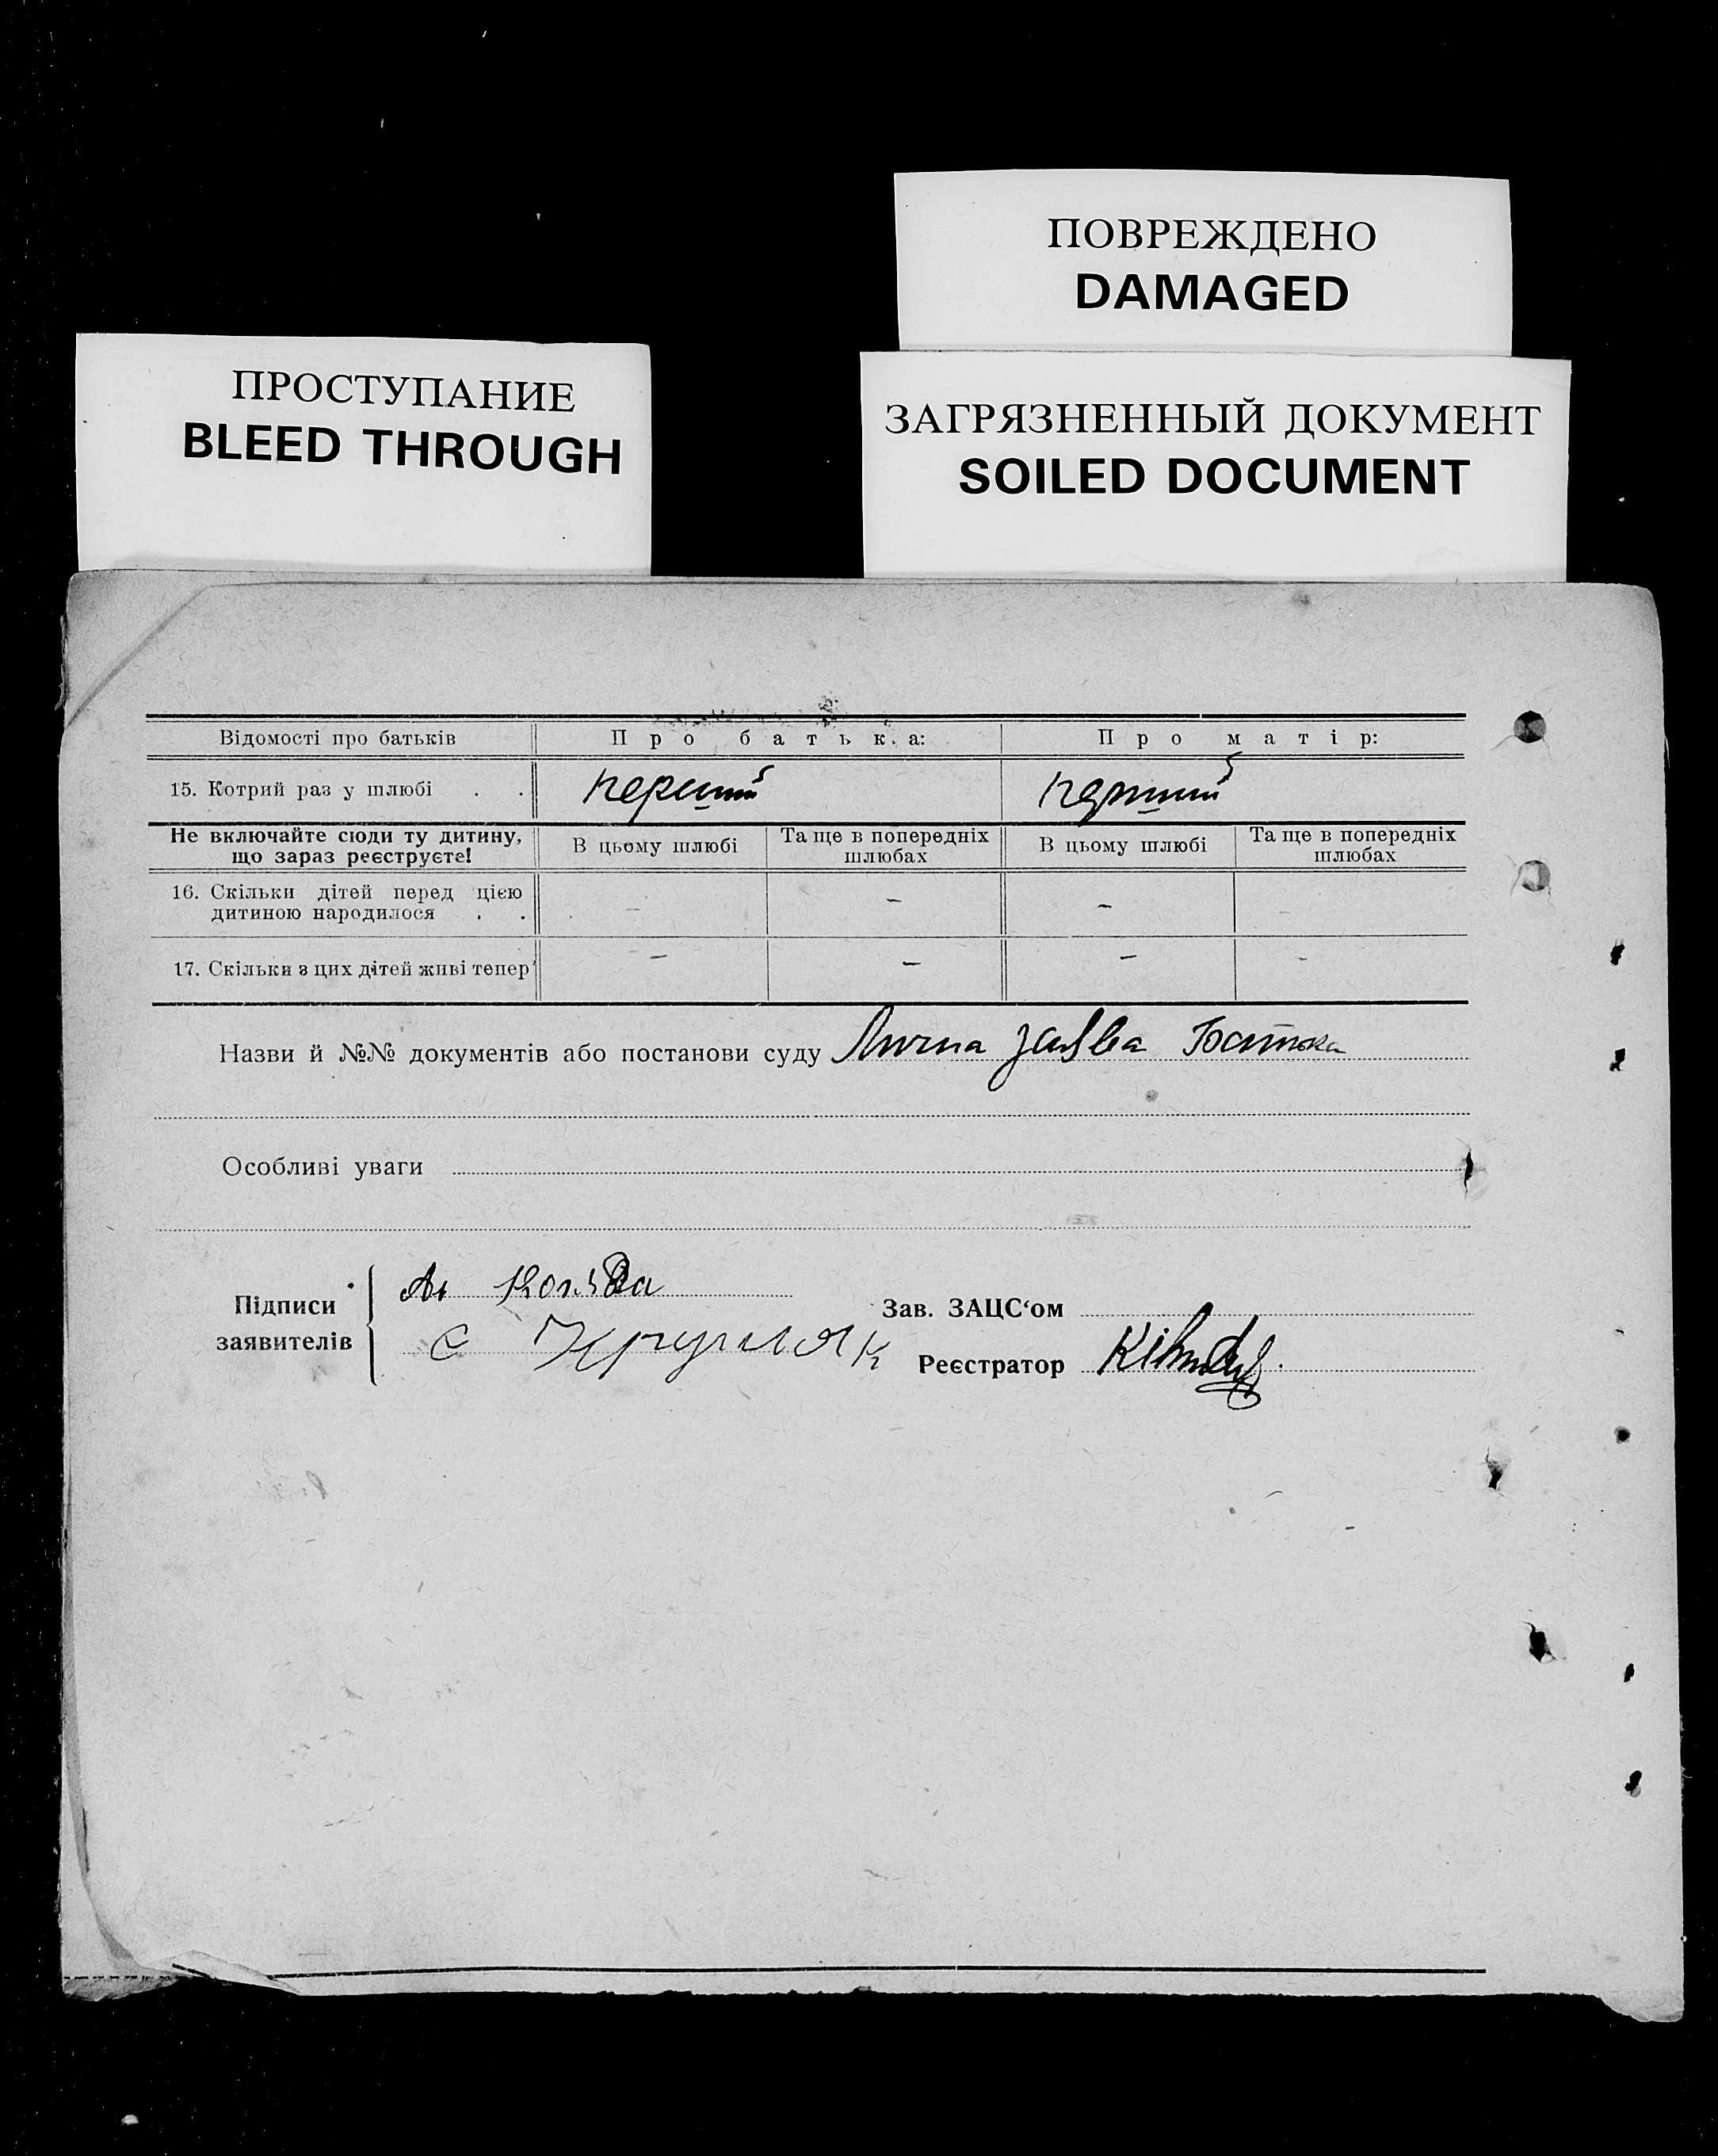 ПОВРЕЖДЕНО
DAMAGED
ПРОСТУПАНИЕ
BLEED THROUGH
ЗАГРЯЗНЕННЫЙ ДОКУМЕНТ
SOILED DOCUMENT
Відомості про батьків Про батька: Про матір:
15. Котрий раз у шлюбі . . перший перший
Не включайте сюди ту дитину, що зараз реєструєте! В цьому шлюбі Та ще в попередніх шлюбах В цьому шлюбі Та ще в попередніх шлюбах
16. Скільки дітей перед цією
дитиною народилося . . – – – –
17. Скільки з цих дітей живі тепер – – – –
Назви й №№ документів або постанови суду Лична заява батька
Особливі уваги
Підписи
заявителів
С
Зав. ЗАЦС‘ом
Реєстратор